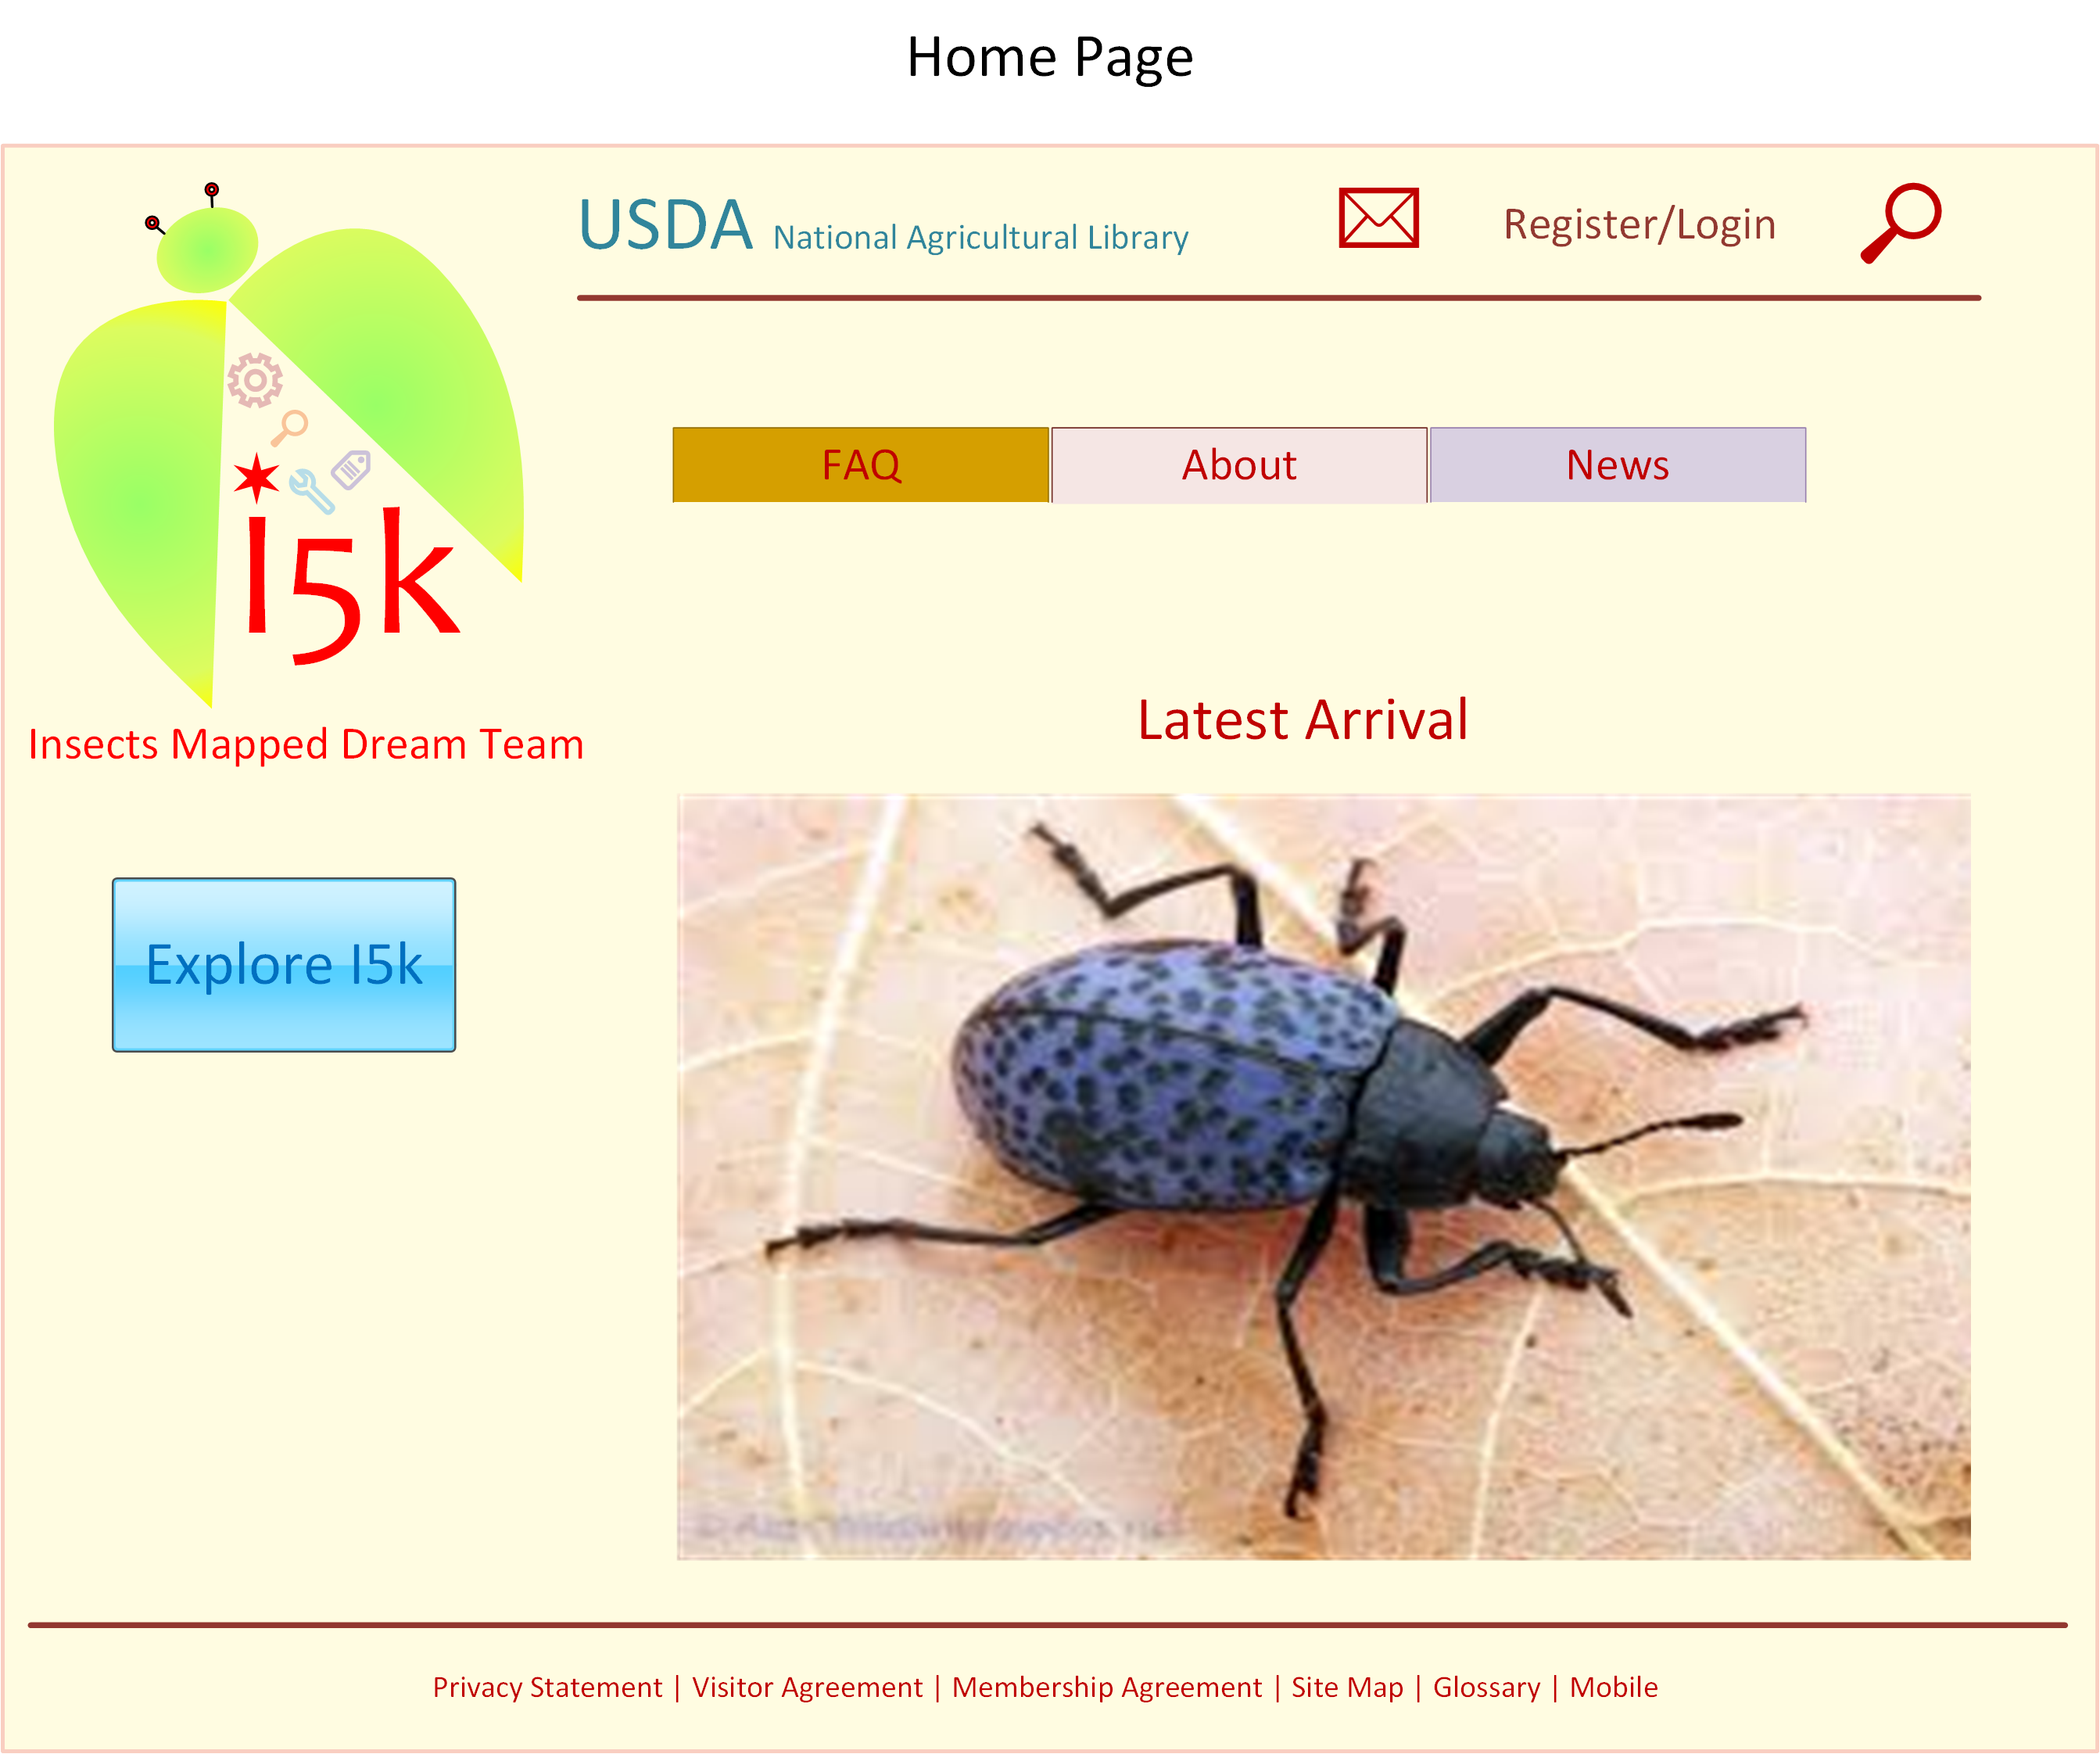 Home Page
USDA National Agricultural Library
Register/Login
FAQ
About
News
i5k
Insects Mapped Dream Team
Explore I5k
Latest Arrival
Privacy Statement | Visitor Agreement | Membership Agreement | Site Map | Glossary | Mobile